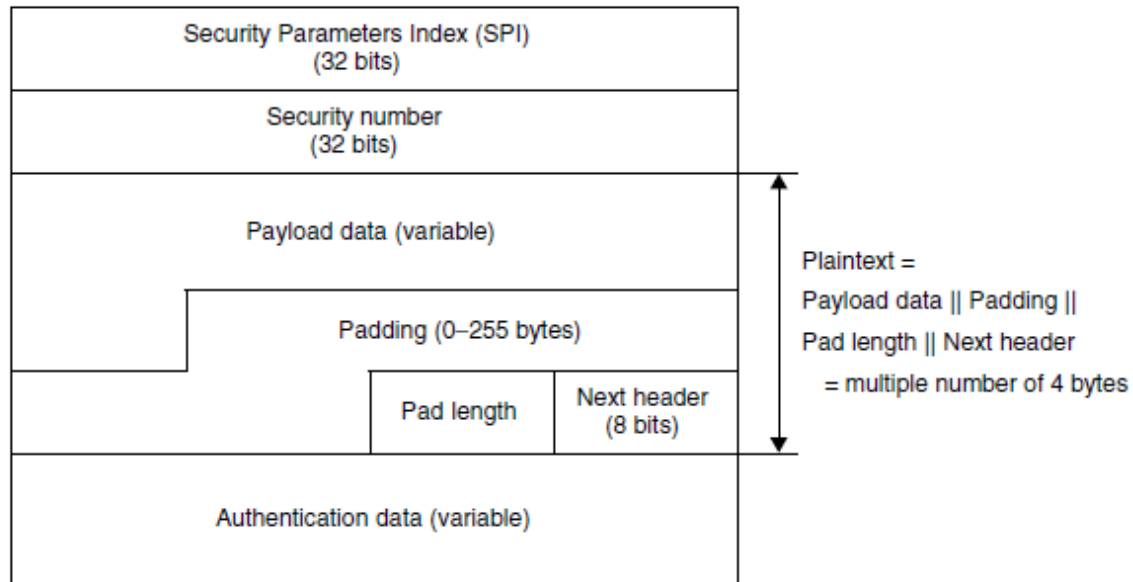 Security Parameters Index (SPI)
(32 bits)
Security number
(32 bits)
Payload data (variable)
Padding (0–255 bytes)
Pad length
Next header
(8 bits)
Authentication data (variable)
Plaintext =
Payload data || Padding ||
Pad length || Next header
= multiple number of 4 bytes